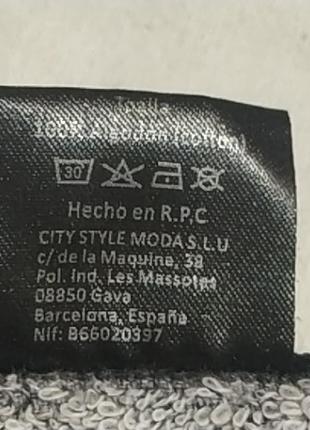 Toalla
100% Algodón (cotton)
30°
Hecho en R.P.C
CITY STYLE MODA S.L.U
c/ de la Maquina, 38
Pol. Ind. Les Massotes
08850 Gava
Barcelona, España
Nif: B66020397